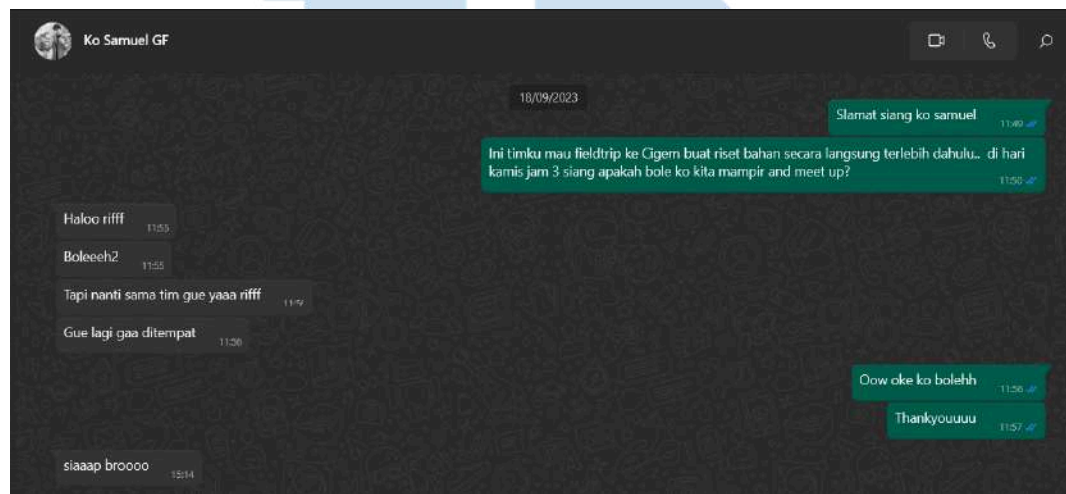 Ko Samuel GF
18/09/2023
Slamat siang ko samuel
11:49
Ini timku mau fieldtrip ke Cigem buat riset bahan secara langsung terlebih dahulu.. di hari
kamis jam 3 siang apakah bole ko kita mampir and meet up?
11:50
Haloo rifff
11:55
Boleeeh2
11:55
Tapi nanti sama tim gue yaaa rifff
Gue lagi gaa ditempat
11:56
Oow oke ko bolehh
11:56
Thankyouuuu
11:57
siaaap broooo
15:14